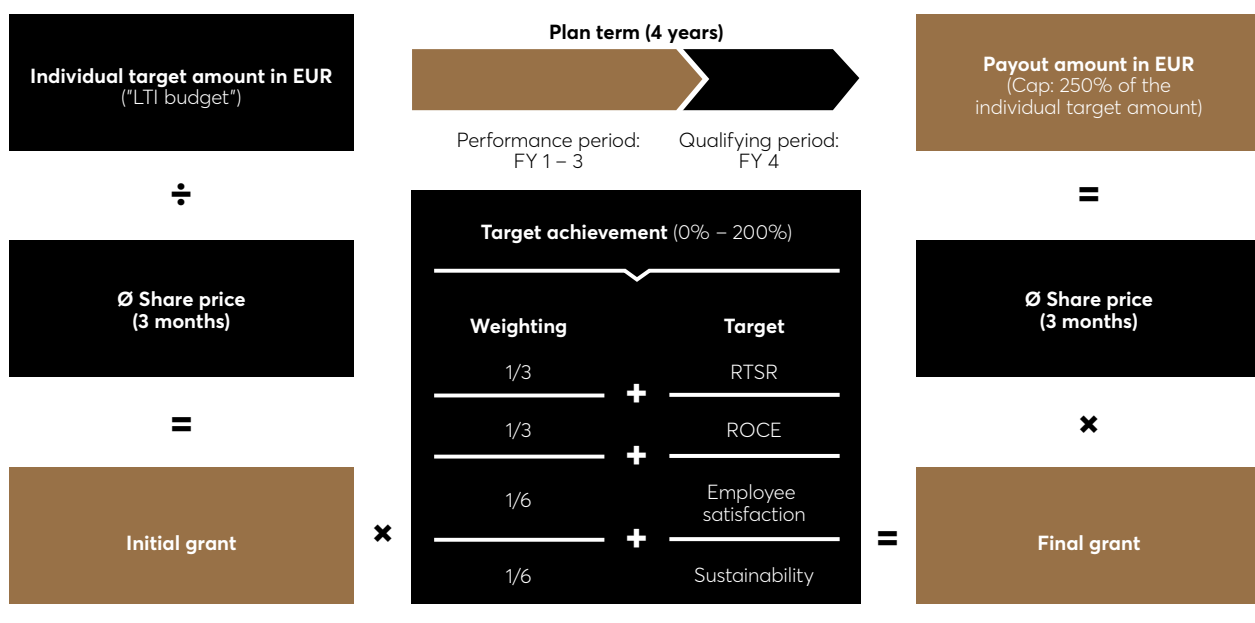 Individual target amount in EUR
("LTI budget")
÷
Ø Share price
(3 months)
=
Initial grant
×
Plan term (4 years)
Performance period:
FY 1 – 3
Qualifying period:
FY 4
Target achievement (0% – 200%)
Weighting Target
1/3 RTSR
+
1/3 ROCE
+
1/6 Employee
satisfaction
+
1/6 Sustainability
=
Payout amount in EUR
(Cap: 250% of the
individual target amount)
=
Ø Share price
(3 months)
×
Final grant